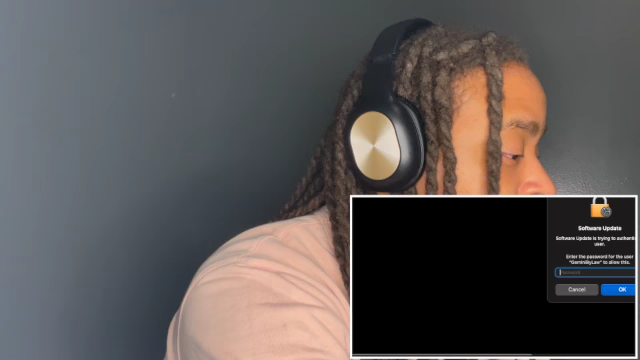 Software Update
Software Update is trying to authenti
user.
Enter the password for the user
"GeminiByLaw" to allow this.
Password
Cancel
OK